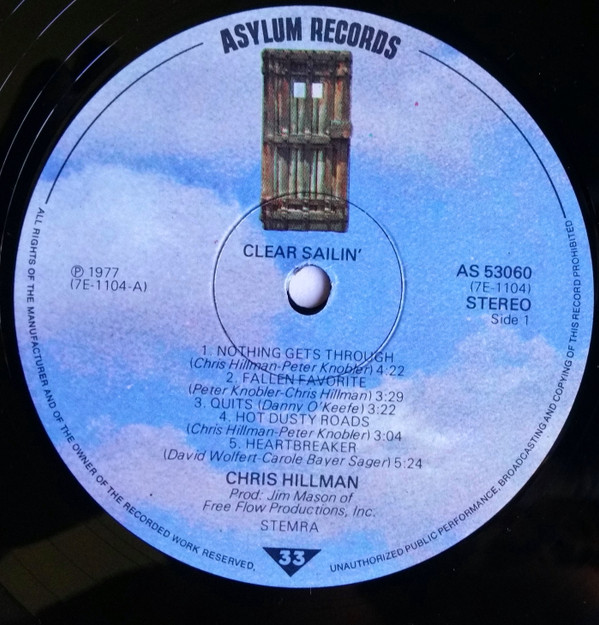 ASYLUM RECORDS
CLEAR SAILIN'
℗ 1977
(7E-1104-A)
AS 53060
(7E-1104)
STEREO
Side 1
1. NOTHING GETS THROUGH
(Chris Hillman-Peter Knobler) 4:22
2. FALLEN FAVORITE
(Peter Knobler-Chris Hillman) 3:29
3. QUITS (Danny O'Keefe) 3:22
4. HOT DUSTY ROADS
(Chris Hillman-Peter Knobler) 3:04
5. HEARTBREAKER
(David Wolfert-Carole Bayer Sager) 5:24
CHRIS HILLMAN
Prod: Jim Mason of
Free Flow Productions, Inc.
STEMRA
33
ALL RIGHTS OF THE MANUFACTURER AND OF THE OWNER OF THE RECORDED WORK RESERVED.
UNAUTHORIZED PUBLIC PERFORMANCE, BROADCASTING AND COPYING OF THIS RECORD PROHIBITED